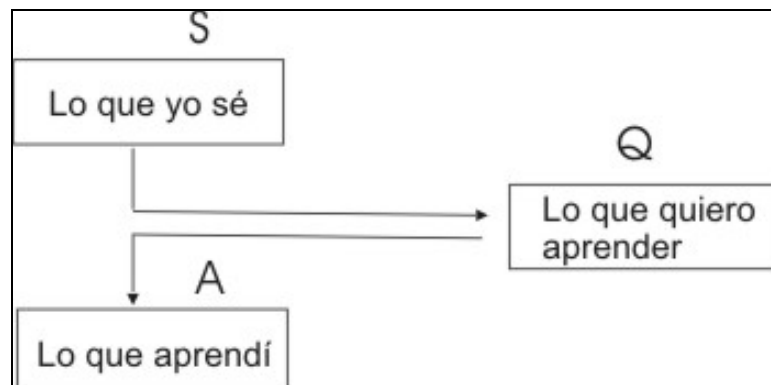 S
Lo que yo sé
Q
Lo que quiero
aprender
A
Lo que aprendí